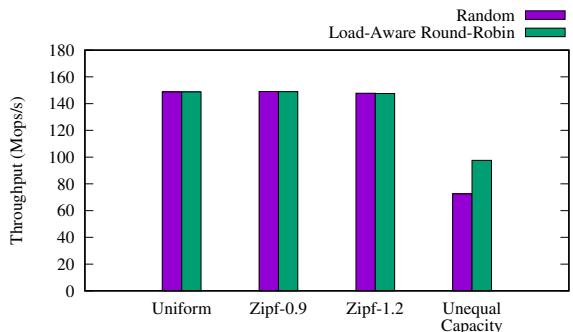 Random
Load-Aware Round-Robin
Throughput (Mops/s)
180
160
140
120
100
80
60
40
20
0
Uniform Zipf-0.9 Zipf-1.2 Unequal
Capacity